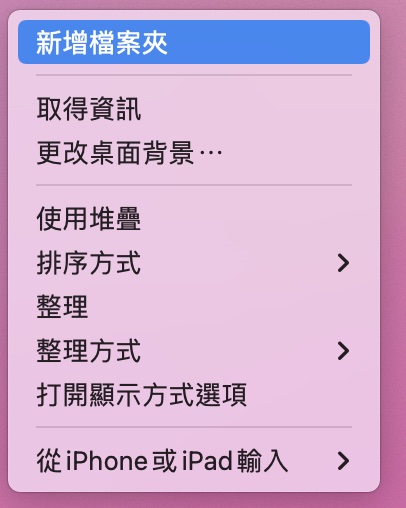 新增檔案夾
取得資訊
更改桌面背景⋯
使用堆疊
排序方式
整理
整理方式
打開顯示方式選項
從 iPhone 或 iPad 輸入